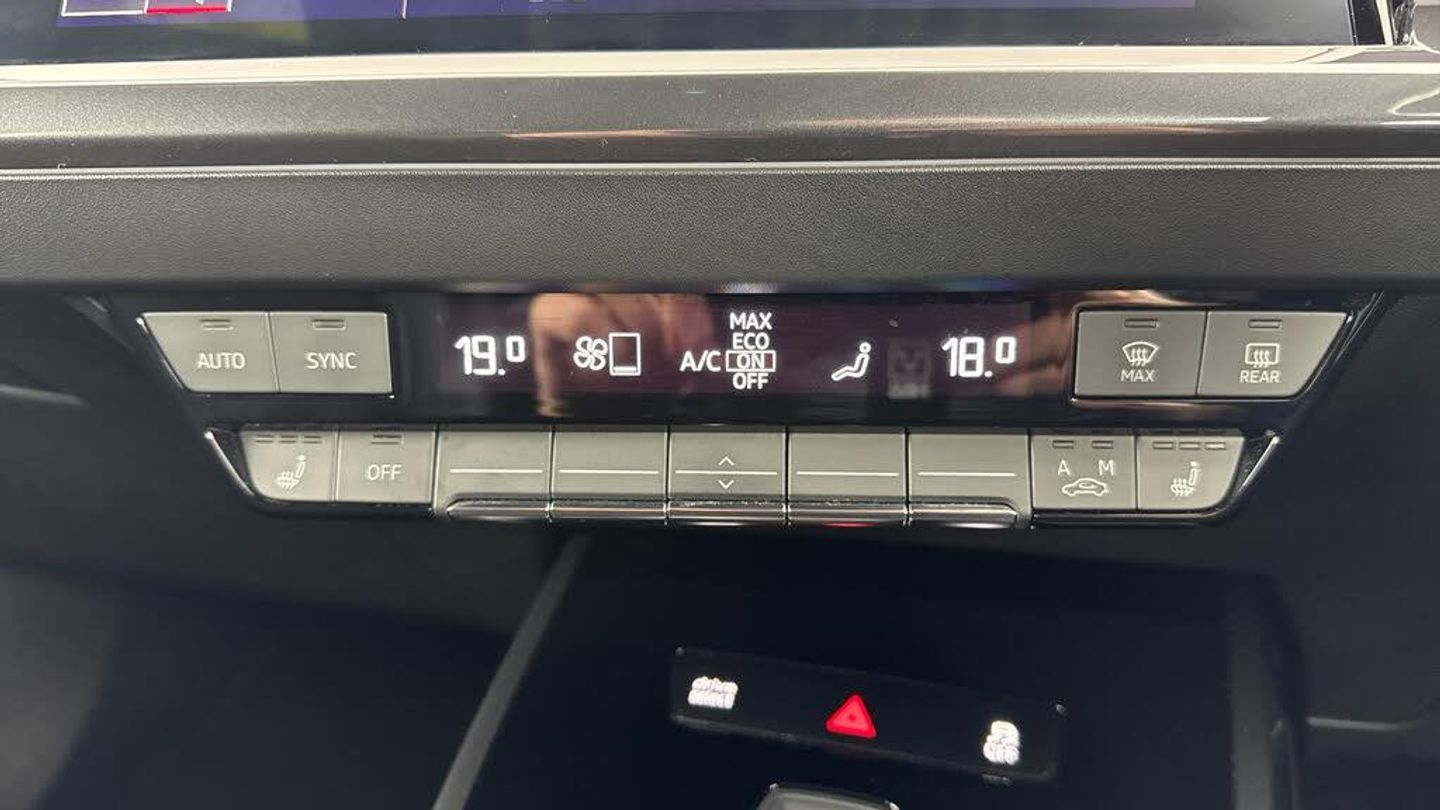 AUTO
SYNC
19.0
A/C
MAX
ECO
ON
OFF
18.0
MAX
REAR
OFF
A M